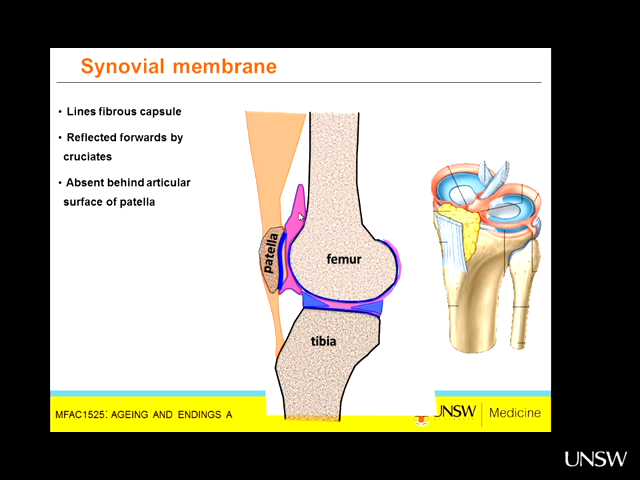 Synovial membrane
• Lines fibrous capsule
• Reflected forwards by
cruciates
• Absent behind articular
surface of patella
patella
femur
tibia
MFAC1525: AGEING AND ENDINGS A
UNSW
Medicine
UNSW